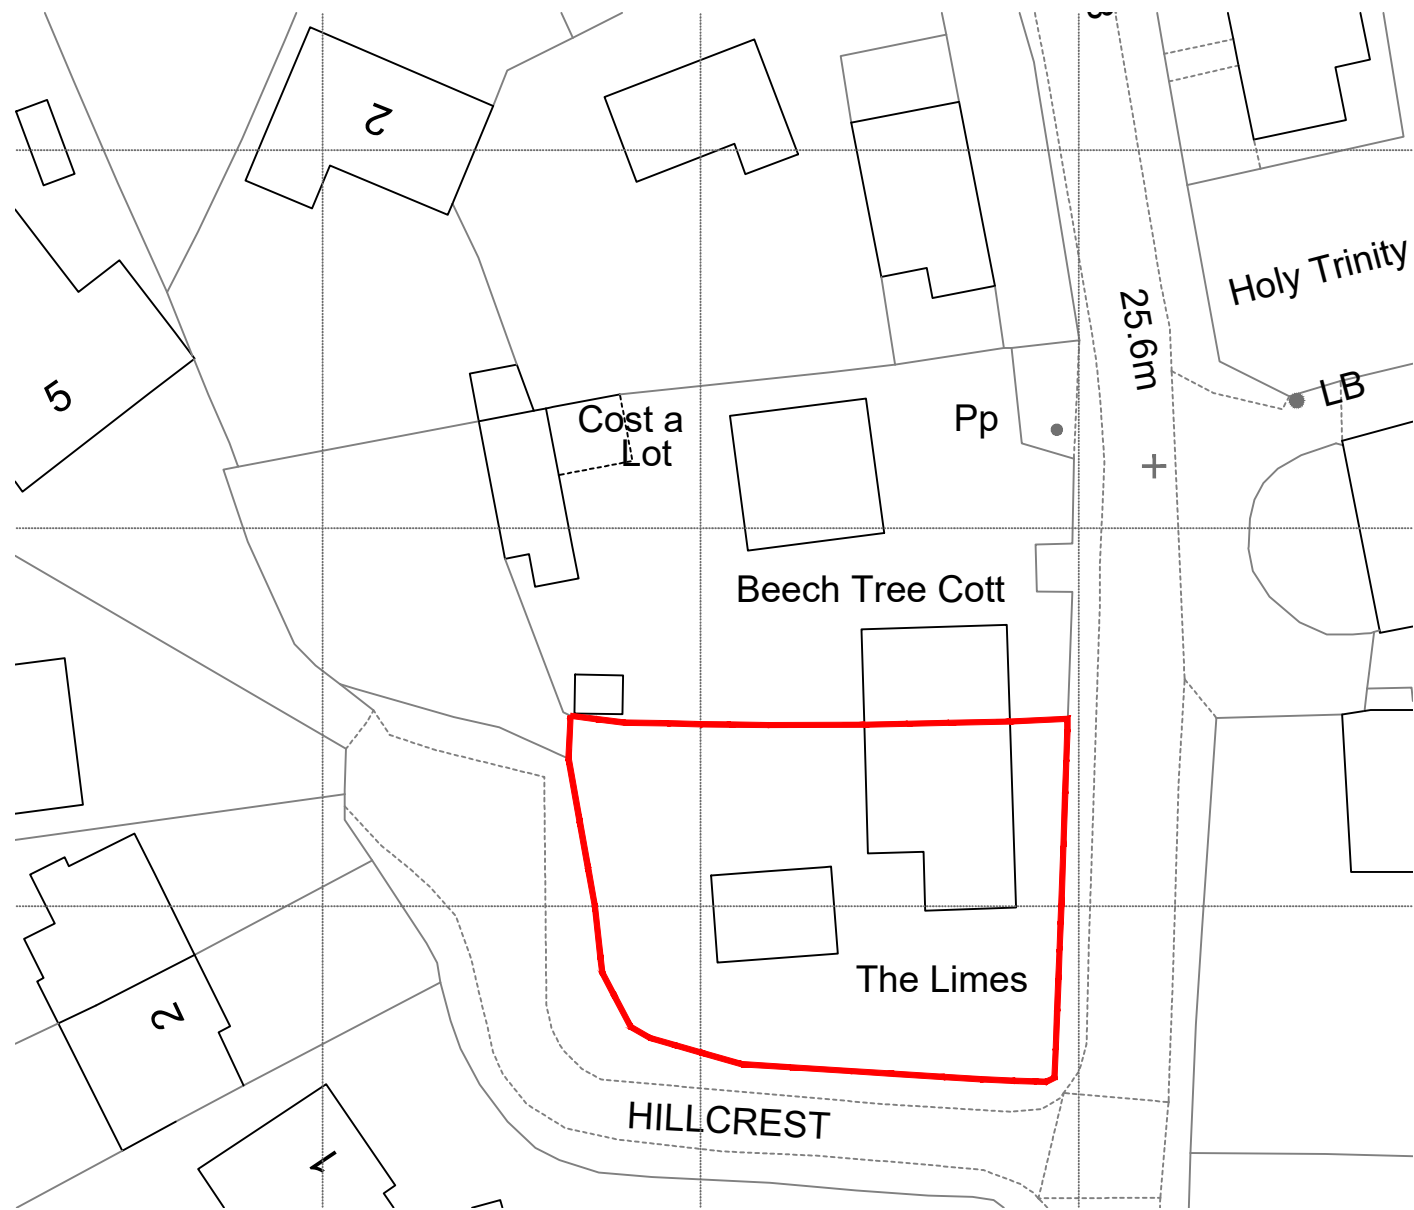 2
Holy Trinity
25.6m
5
LB
Cost a
Lot
Pp
Beech Tree Cott
The Limes
2
HILLCREST
1